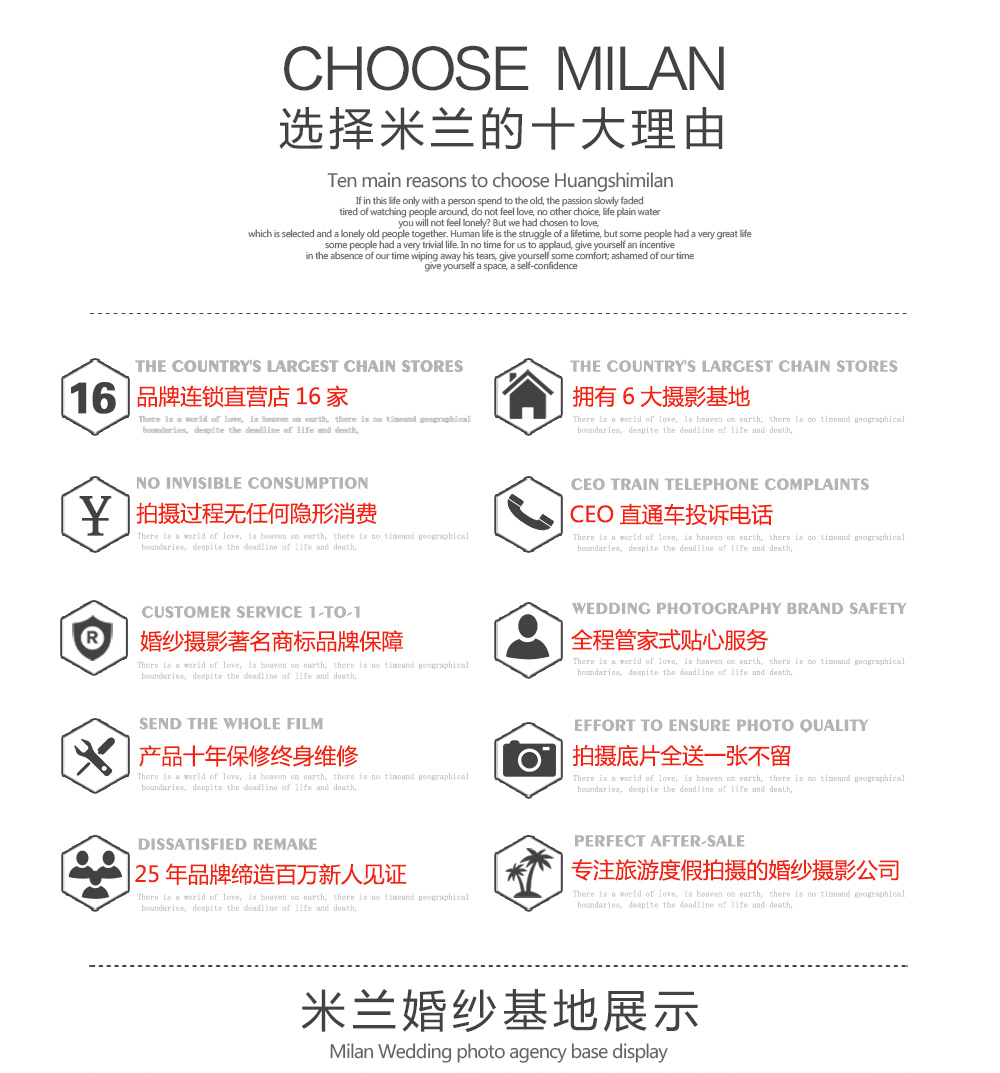 CHOOSE MILAN
选择米兰的十大理由
Ten main reasons to choose Huangshimilan
If in this life only with a person spend to the old, the passion slowly faded
tired of watching people around, do not feel love, no other choice, life plain water
you will not feel lonely? But we had chosen to love,
which is selected and a lonely old people together. Human life is the struggle of a lifetime, but some people had a very great life
some people had a very trivial life. In no time for us to applaud, give yourself an incentive
in the absence of our time wiping away his tears, give yourself some comfort; ashamed of our time
give yourself a space, a self-confidence
THE COUNTRY'S LARGEST CHAIN STORES
16
品牌连锁直营店 16 家
There is a world of love, is heaven on earth, there is no timeand geographical
boundaries, despite the deadline of life and death,
THE COUNTRY'S LARGEST CHAIN STORES
拥有 6 大摄影基地
There is a world of love, is heaven on earth, there is no timeand geographical
boundaries, despite the deadline of life and death,
NO INVISIBLE CONSUMPTION
¥
拍摄过程无任何隐形消费
There is a world of love, is heaven on earth, there is no timeand geographical
boundaries, despite the deadline of life and death,
CEO TRAIN TELEPHONE COMPLAINTS
CEO 直通车投诉电话
There is a world of love, is heaven on earth, there is no timeand geographical
boundaries, despite the deadline of life and death,
CUSTOMER SERVICE 1-TO-1
R
婚纱摄影著名商标品牌保障
There is a world of love, is heaven on earth, there is no timeand geographical
boundaries, despite the deadline of life and death,
WEDDING PHOTOGRAPHY BRAND SAFETY
全程管家式贴心服务
There is a world of love, is heaven on earth, there is no timeand geographical
boundaries, despite the deadline of life and death,
SEND THE WHOLE FILM
产品十年保修终身维修
There is a world of love, is heaven on earth, there is no timeand geographical
boundaries, despite the deadline of life and death,
EFFORT TO ENSURE PHOTO QUALITY
拍摄底片全送一张不留
There is a world of love, is heaven on earth, there is no timeand geographical
boundaries, despite the deadline of life and death,
DISSATISFIED REMAKE
25 年品牌缔造百万新人见证
There is a world of love, is heaven on earth, there is no timeand geographical
boundaries, despite the deadline of life and death,
PERFECT AFTER-SALE
专注旅游度假拍摄的婚纱摄影公司
There is a world of love, is heaven on earth, there is no timeand geographical
boundaries, despite the deadline of life and death,
米兰婚纱基地展示
Milan Wedding photo agency base display